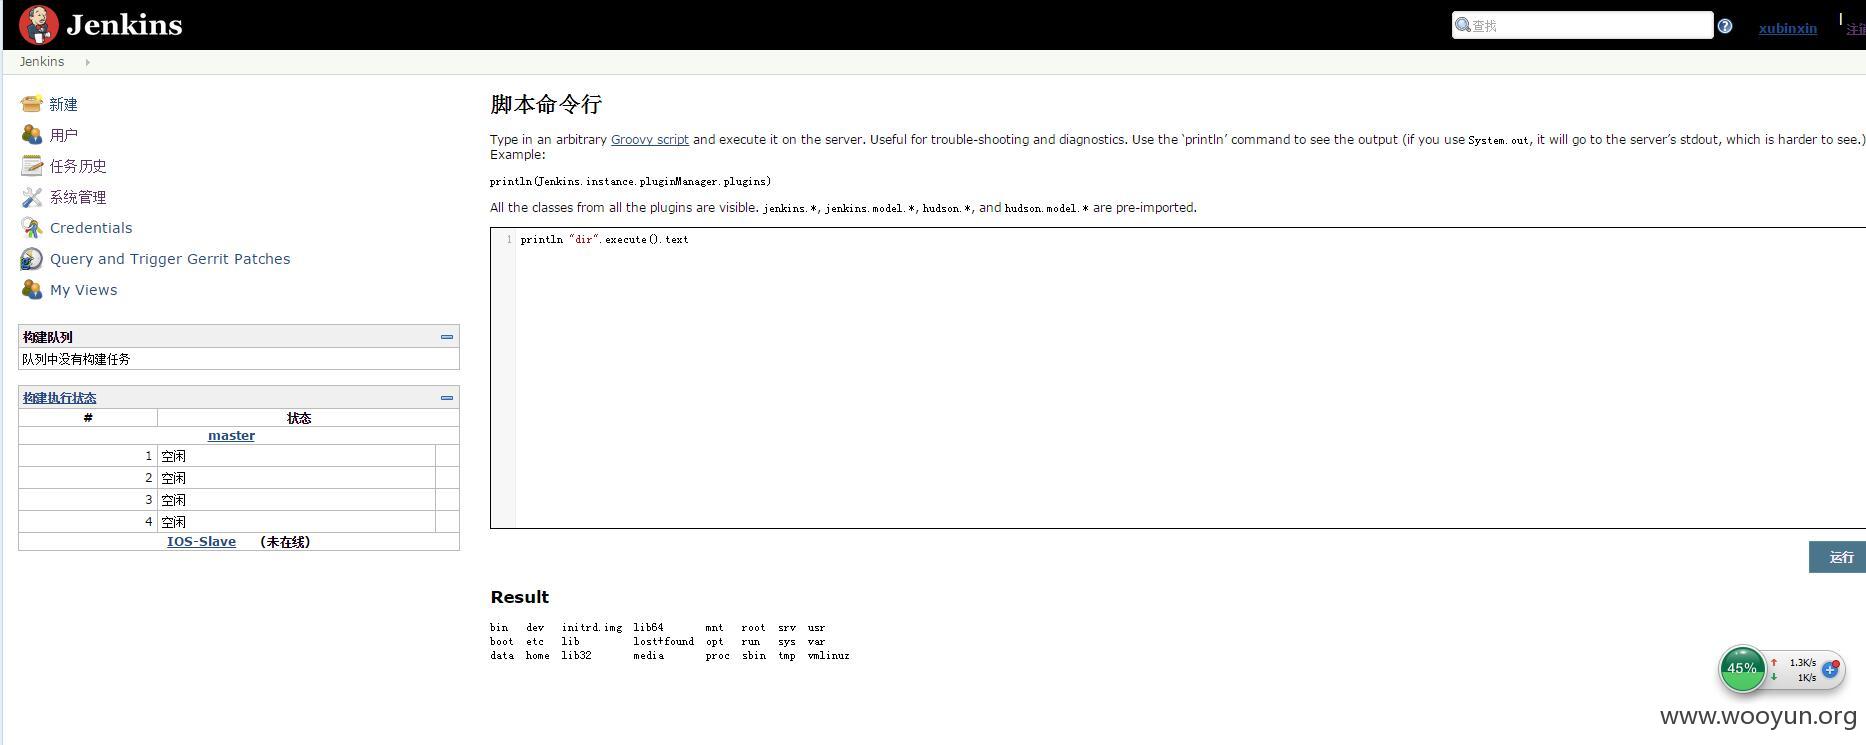 Jenkins
查找
xubinxin
Jenkins
新建
用户
任务历史
系统管理
Credentials
Query and Trigger Gerrit Patches
My Views
构建队列
队列中没有构建任务
构建执行状态
# 状态
master
1 空闲
2 空闲
3 空闲
4 空闲
IOS-Slave (未在线)
脚本命令行
Type in an arbitrary Groovy script and execute it on the server. Useful for trouble-shooting and diagnostics. Use the ‘println’ command to see the output (if you use System.out, it will go to the server’s stdout, which is harder to see.)
Example:
println(Jenkins.instance.pluginManager.plugins)
All the classes from all the plugins are visible. jenkins.*, jenkins.model.*, hudson.*, and hudson.model.* are pre-imported.
1 println "dir".execute().text
运行
Result
bin dev initrd.img lib64 mnt root srv usr
boot etc lib lost+found opt run sys var
data home lib32 media proc sbin tmp vmlinuz
45%
1.3K/s
1K/s
www.wooyun.org